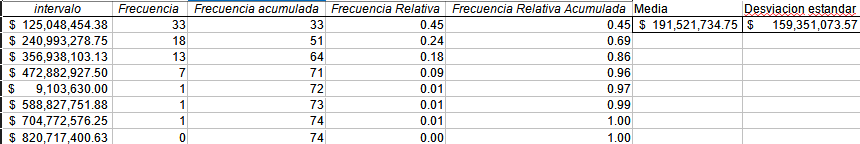 intervalo Frecuencia Frecuencia acumulada Frecuencia Relativa Frecuencia Relativa Acumulada Media Desviacion estandar
$ 125,048,454.38 33 33 0.45 0.45 $ 191,521,734.75 $ 159,351,073.57
$ 240,993,278.75 18 51 0.24 0.69
$ 356,938,103.13 13 64 0.18 0.86
$ 472,882,927.50 7 71 0.09 0.96
$ 9,103,630.00 1 72 0.01 0.97
$ 588,827,751.88 1 73 0.01 0.99
$ 704,772,576.25 1 74 0.01 1.00
$ 820,717,400.63 0 74 0.00 1.00